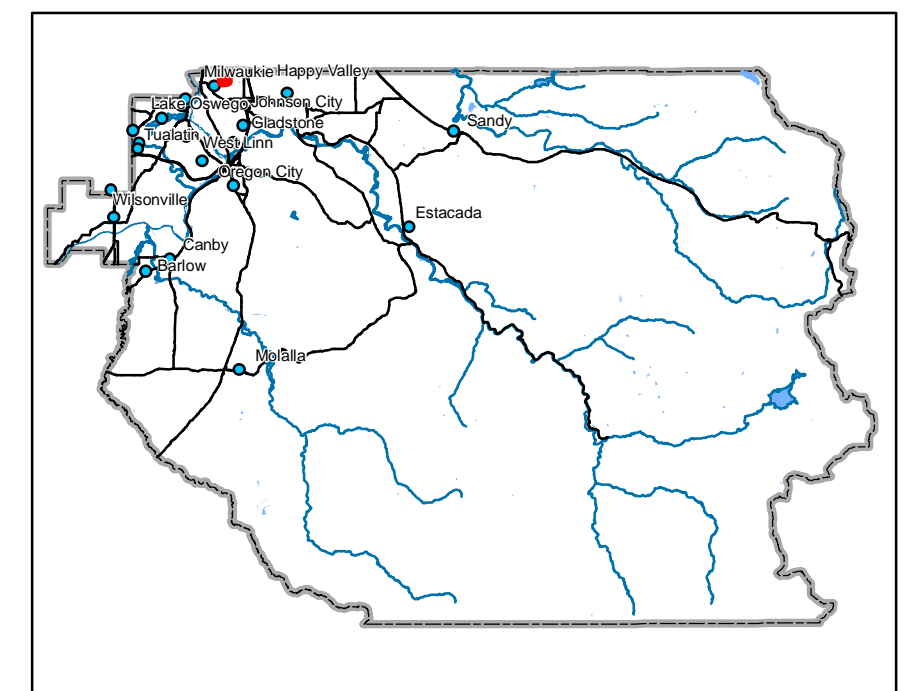 Milwaukie Happy Valley
Lake Oswego Johnson City
Gladstone
Sandy
Tualatin West Linn
Oregon City
Wilsonville
Estacada
Canby
Barlow
Molalla